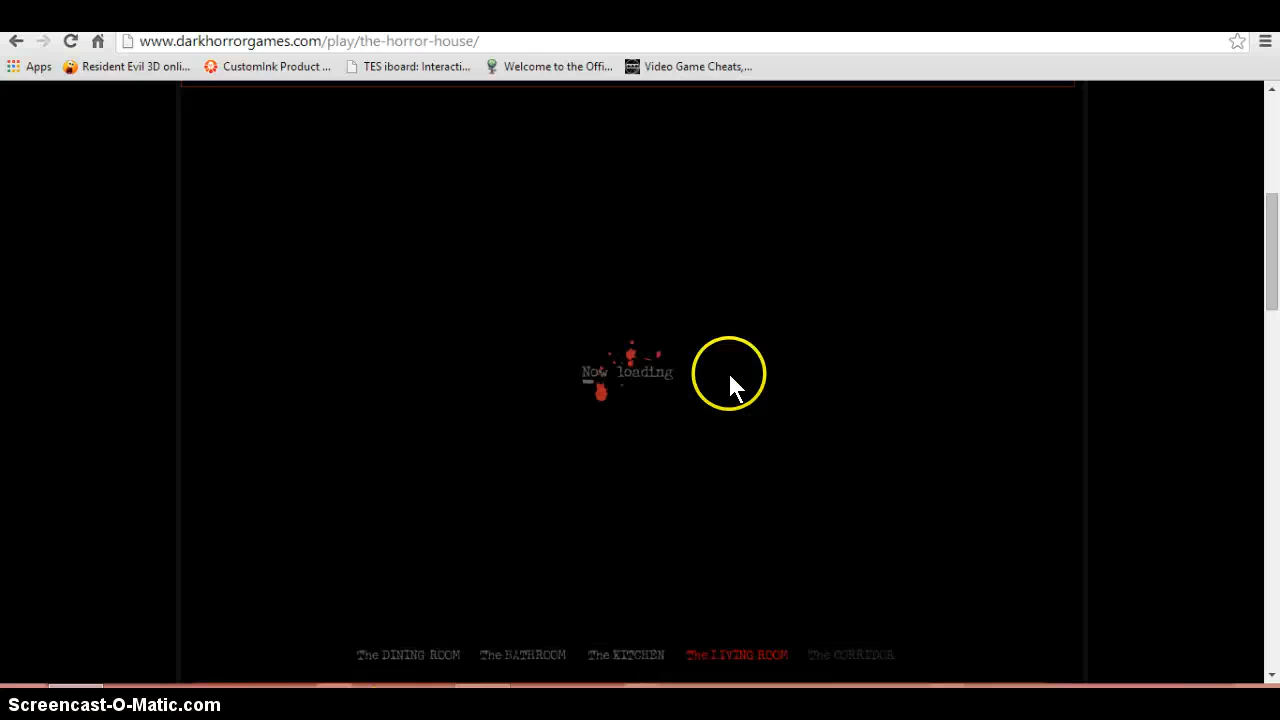 www.darkhorrorgames.com/play/the-horror-house/
Apps Resident Evil 3D onli... CustomInk Product ... TES iboard: Interacti... Welcome to the Offi... Video Game Cheats,...
Now loading
The DINING ROOM The BATHROOM The KITCHEN The LIVING ROOM The CORRIDOR
Screencast-O-Matic.com